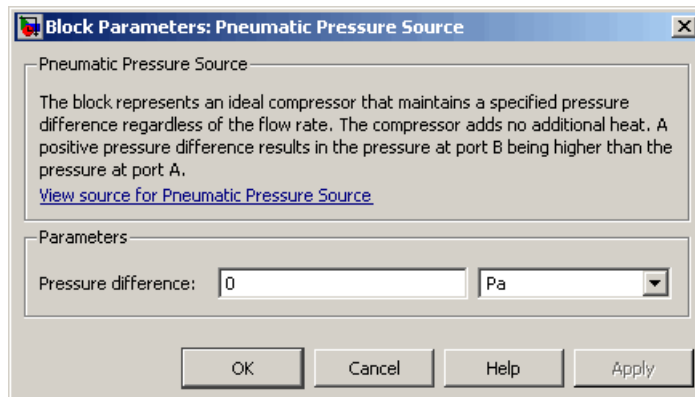 Block Parameters: Pneumatic Pressure Source
Pneumatic Pressure Source
The block represents an ideal compressor that maintains a specified pressure
difference regardless of the flow rate. The compressor adds no additional heat. A
positive pressure difference results in the pressure at port B being higher than the
pressure at port A.
View source for Pneumatic Pressure Source
Parameters
Pressure difference: 0 Pa
OK Cancel Help Apply